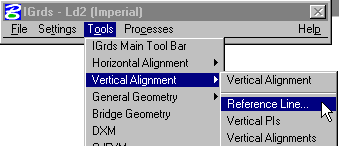 IGrds - Ld2 (Imperial)
File Settings Tools Processes Help
IGrds Main Tool Bar
Horizontal Alignment
Vertical Alignment
General Geometry
Bridge Geometry
DXM
Vertical Alignment
Reference Line...
Vertical PIs
Vertical Alignments